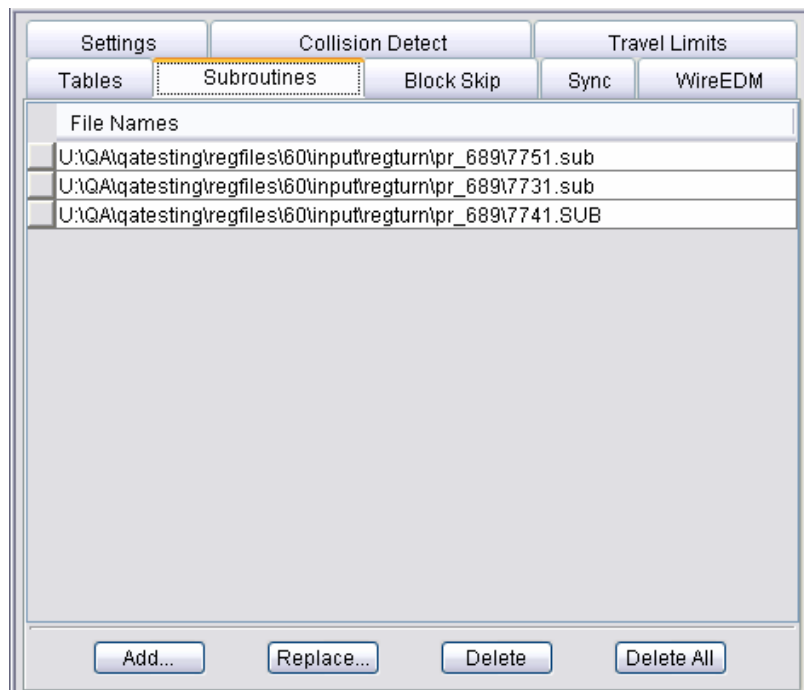 Settings Collision Detect Travel Limits
Tables Subroutines Block Skip Sync WireEDM
File Names
U:\QA\qatesting\regfiles\60\input\regturn\pr_689\7751.sub
U:\QA\qatesting\regfiles\60\input\regturn\pr_689\7731.sub
U:\QA\qatesting\regfiles\60\input\regturn\pr_689\7741.SUB
Add... Replace... Delete Delete All